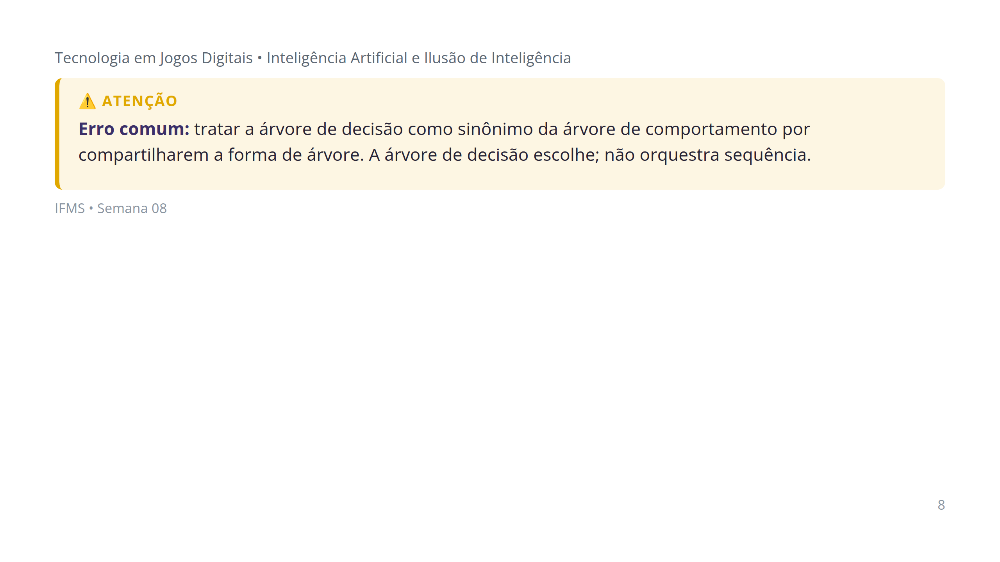 Tecnologia em Jogos Digitais • Inteligência Artificial e Ilusão de Inteligência
⚠️ ATENÇÃO
Erro comum: tratar a árvore de decisão como sinônimo da árvore de comportamento por
compartilharem a forma de árvore. A árvore de decisão escolhe; não orquestra sequência.
IFMS • Semana 08
8